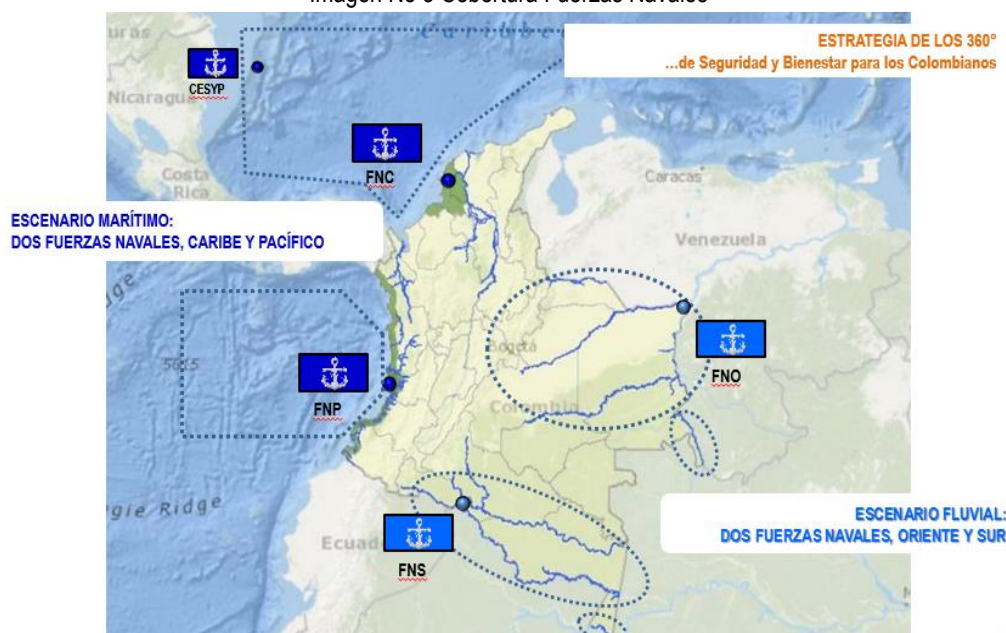 Imagen No 3 Cobertura Fuerzas Navales
Caribbe
ESTRATEGIA DE LOS 360°
...de Seguridad y Bienestar para los Colombianos
uras
CESYP
Nicaragua
FNC
Costa
Rica
Caracas
ESCENARIO MARÍTIMO:
DOS FUERZAS NAVALES, CARIBE Y PACÍFICO
Venezuela
Bogotá
FNO
FNP
Colombia
gie Ridge
ESCENARIO FLUVIAL:
DOS FUERZAS NAVALES, ORIENTE Y SUR
Ecuad
FNS